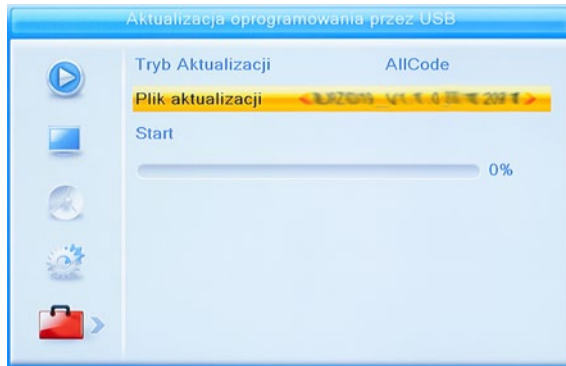 Aktualizacja oprogramowania przez USB
Tryb Aktualizacji AllCode
Plik aktualizacji
Start
0%